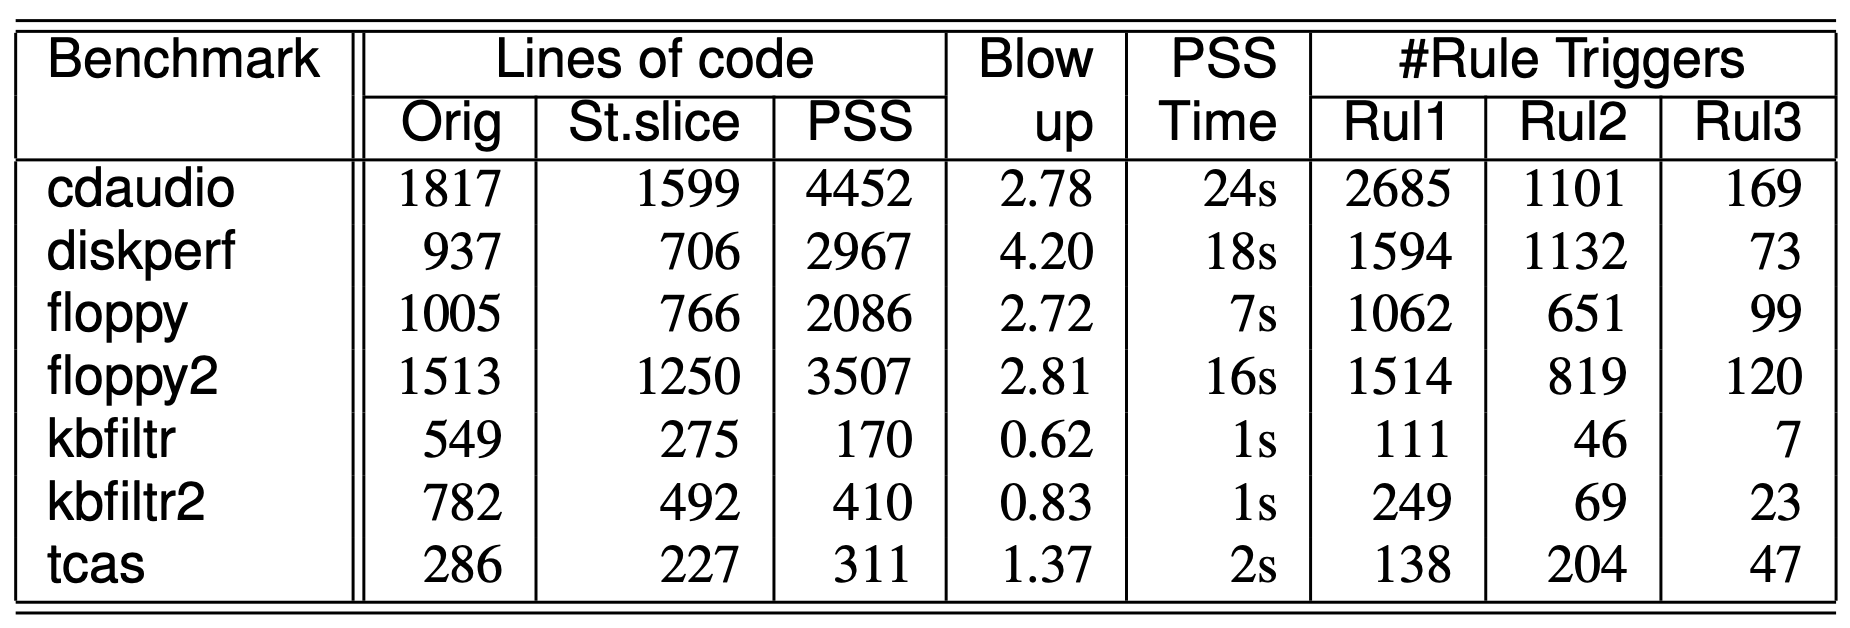 Benchmark Lines of code Blow PSS #Rule Triggers
Orig St.slice PSS up Time Rul1 Rul2 Rul3
cdaudio 1817 1599 4452 2.78 24s 2685 1101 169
diskperf 937 706 2967 4.20 18s 1594 1132 73
floppy 1005 766 2086 2.72 7s 1062 651 99
floppy2 1513 1250 3507 2.81 16s 1514 819 120
kbfiltr 549 275 170 0.62 1s 111 46 7
kbfiltr2 782 492 410 0.83 1s 249 69 23
tcas 286 227 311 1.37 2s 138 204 47